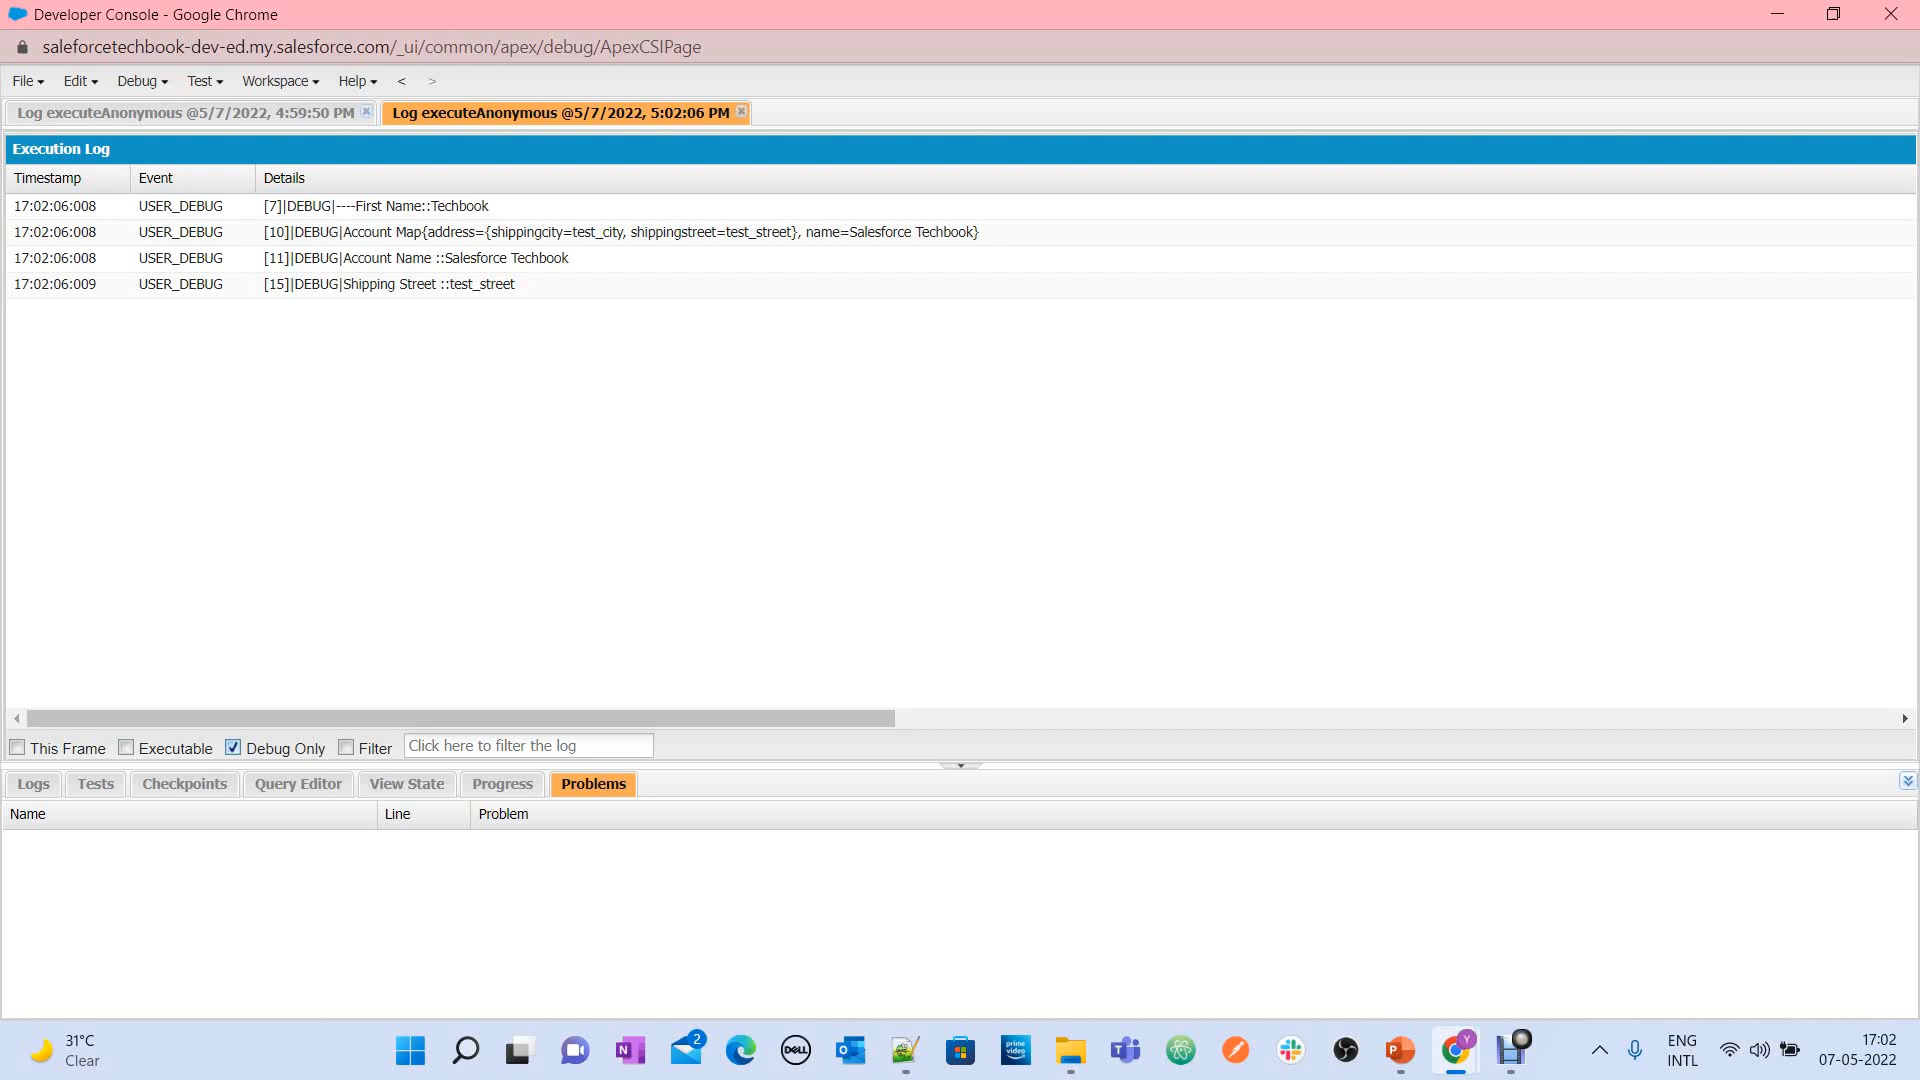 Developer Console - Google Chrome
saleforcetechbook-dev-ed.my.salesforce.com/_ui/common/apex/debug/ApexCSIPage
File Edit Debug Test Workspace Help < >
Log executeAnonymous @5/7/2022, 4:59:50 PM Log executeAnonymous @5/7/2022, 5:02:06 PM
Execution Log
Timestamp Event Details
17:02:06:008 USER_DEBUG [7]|DEBUG|----First Name::Techbook
17:02:06:008 USER_DEBUG [10]|DEBUG|Account Map{address={shippingcity=test_city, shippingstreet=test_street}, name=Salesforce Techbook}
17:02:06:008 USER_DEBUG [11]|DEBUG|Account Name ::Salesforce Techbook
17:02:06:009 USER_DEBUG [15]|DEBUG|Shipping Street ::test_street
This Frame Executable Debug Only Filter Click here to filter the log
Logs Tests Checkpoints Query Editor View State Progress Problems
Name Line Problem
31°C
Clear
N
2
DELL
prime video
P
Y
ENG
INTL
17:02
07-05-2022